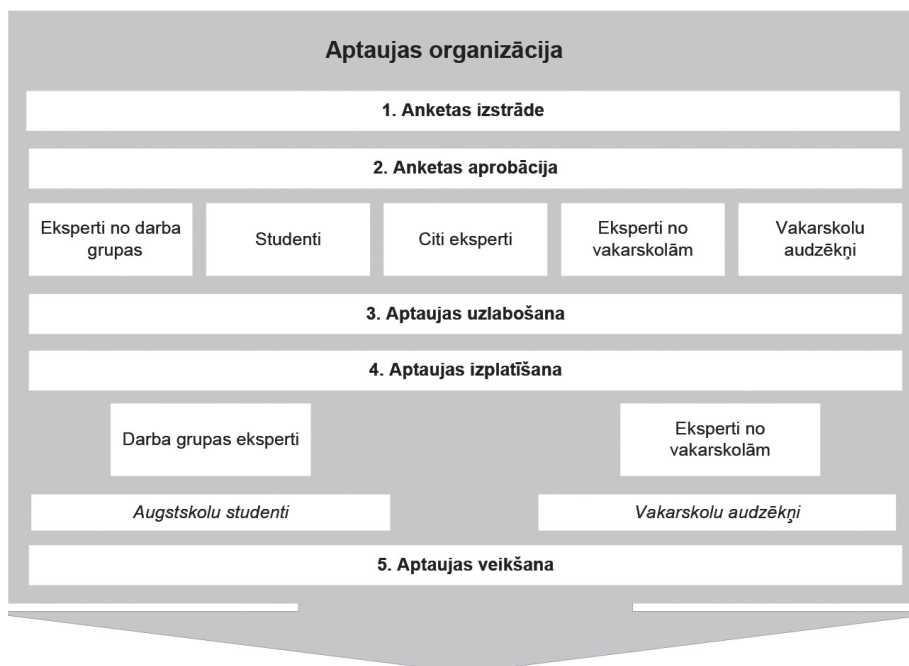 Aptaujas organizācija
1. Anketas izstrāde
2. Anketas aprobācija
Eksperti no darba
grupas
Studenti
Citi eksperti
Eksperti no
vakarskolām
Vakarskolu
audzēkņi
3. Aptaujas uzlabošana
4. Aptaujas izplatīšana
Darba grupas eksperti
Eksperti no
vakarskolām
Augstskolu studenti
Vakarskolu audzēkņi
5. Aptaujas veikšana